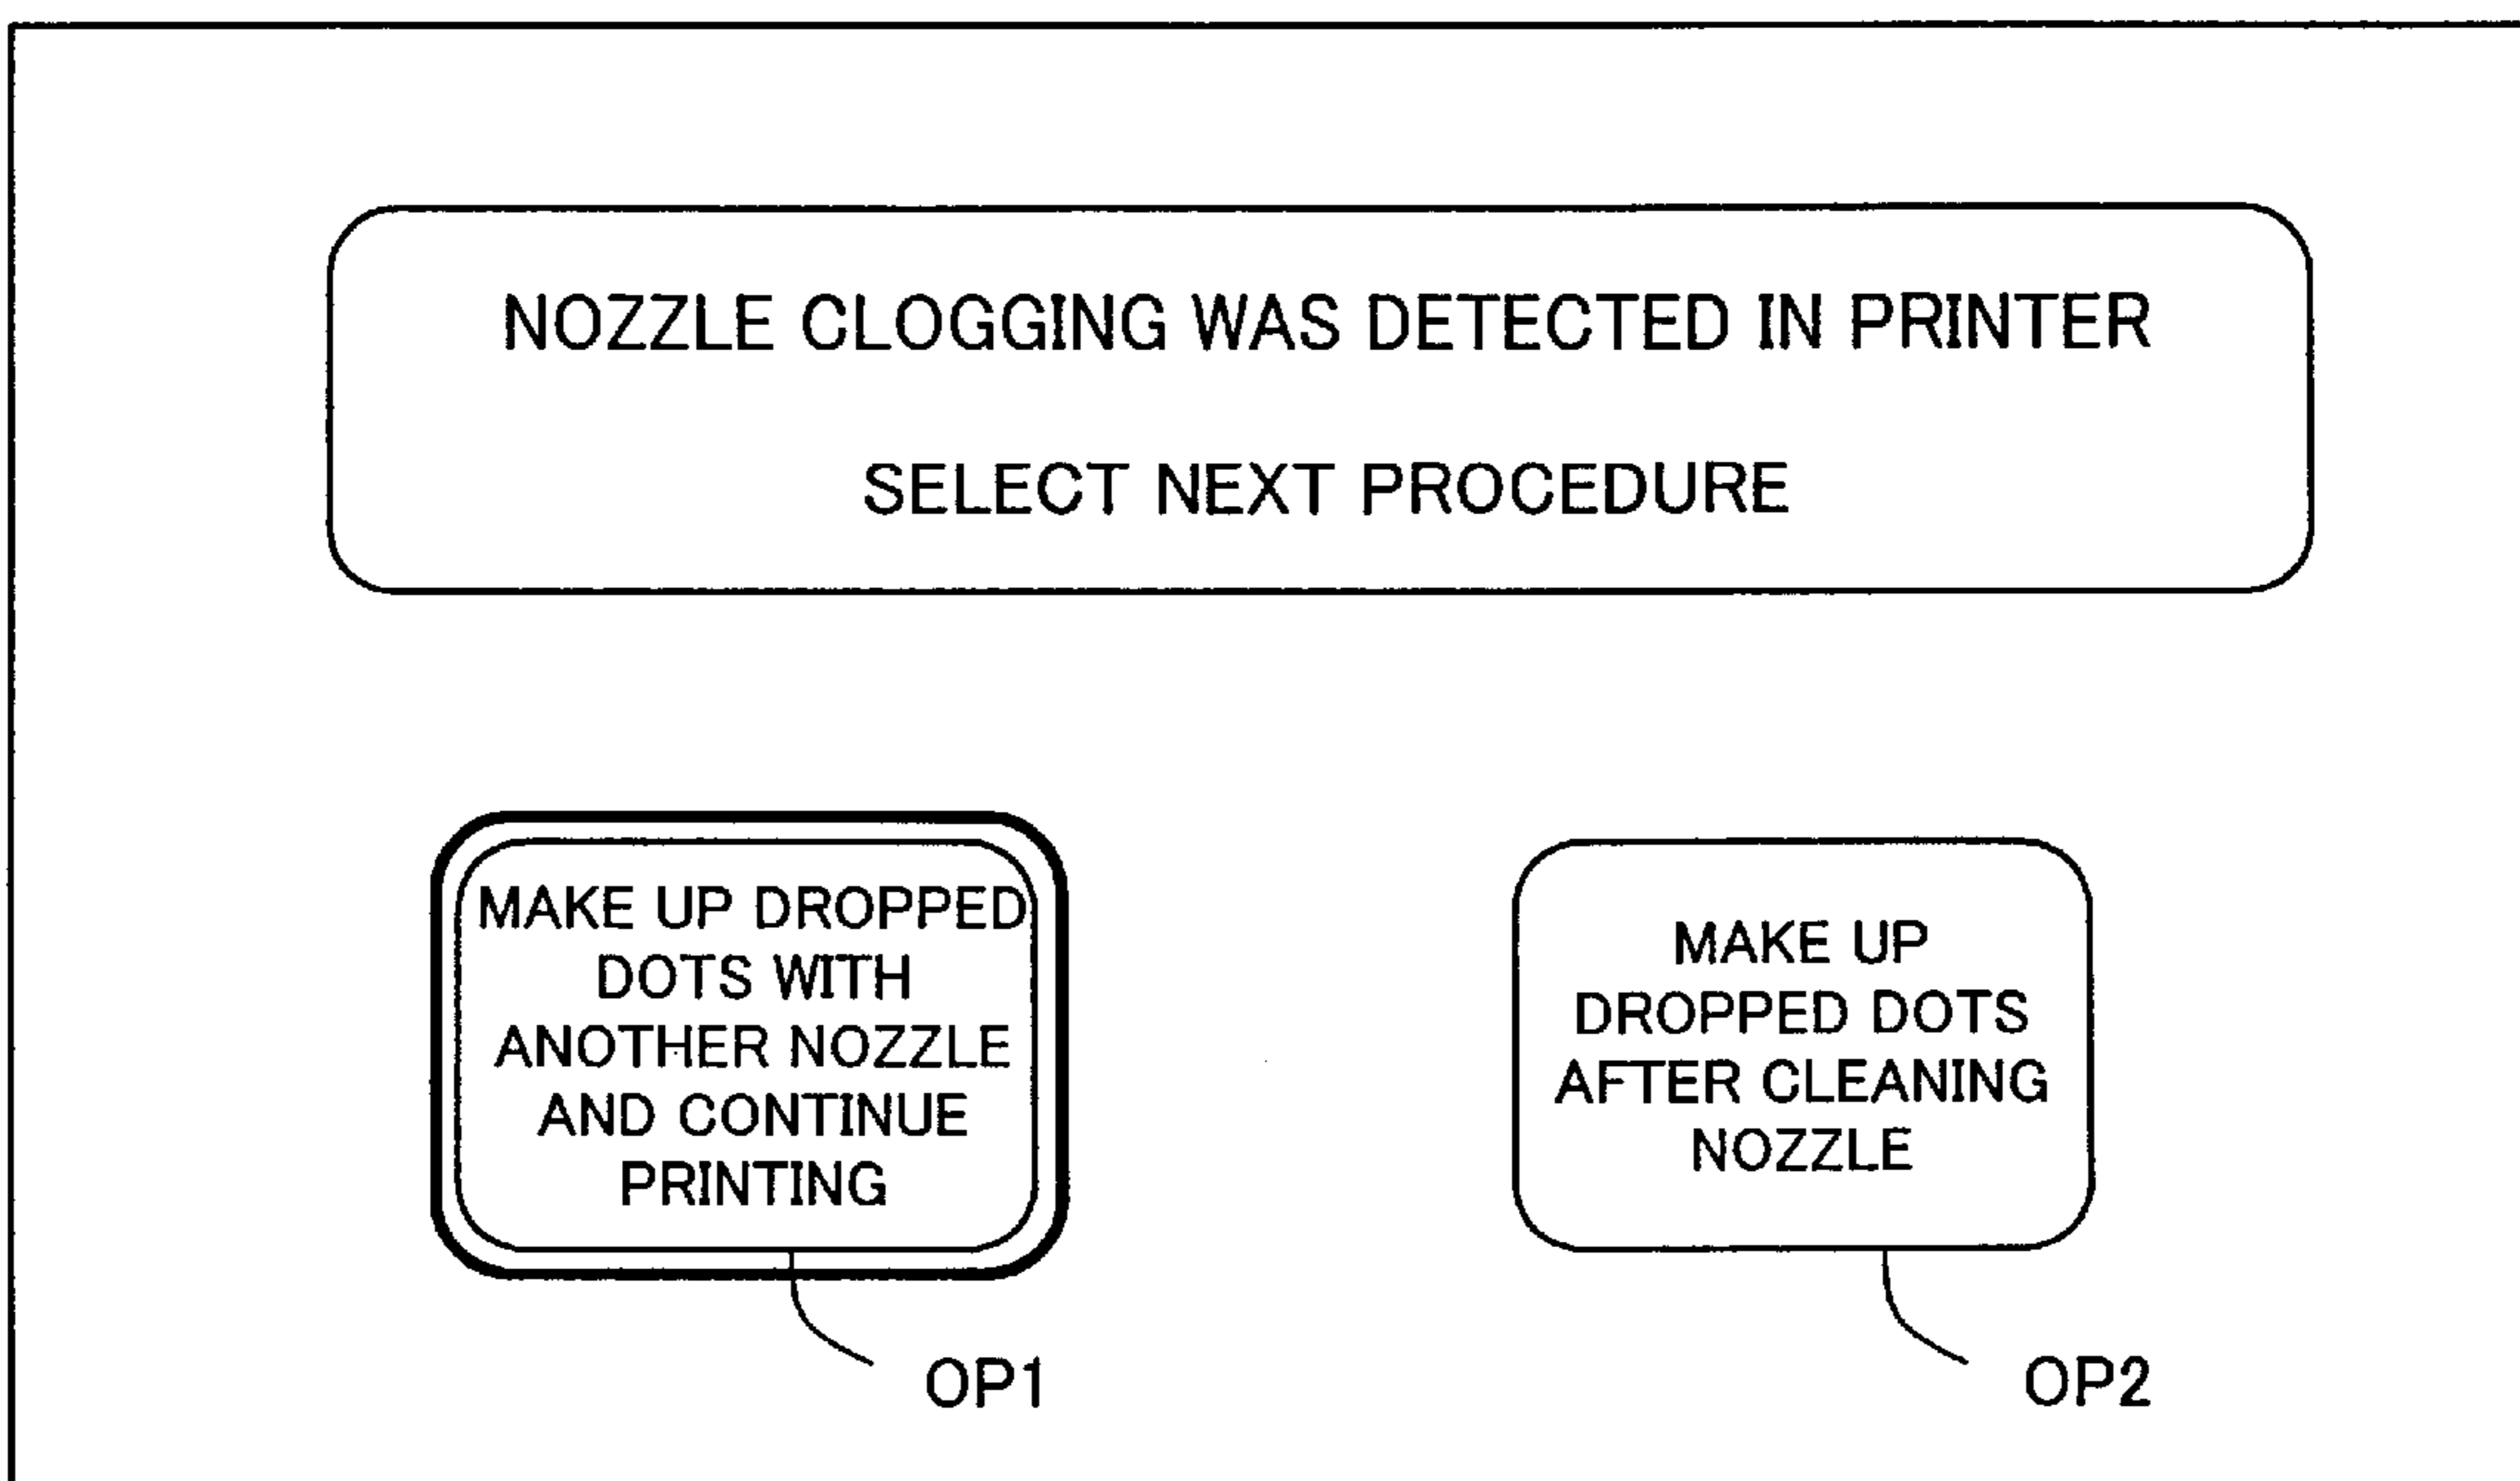 NOZZLE CLOGGING WAS DETECTED IN PRINTER
SELECT NEXT PROCEDURE
MAKE UP DROPPED
DOTS WITH
ANOTHER NOZZLE
AND CONTINUE
PRINTING
OP1
MAKE UP
DROPPED DOTS
AFTER CLEANING
NOZZLE
OP2